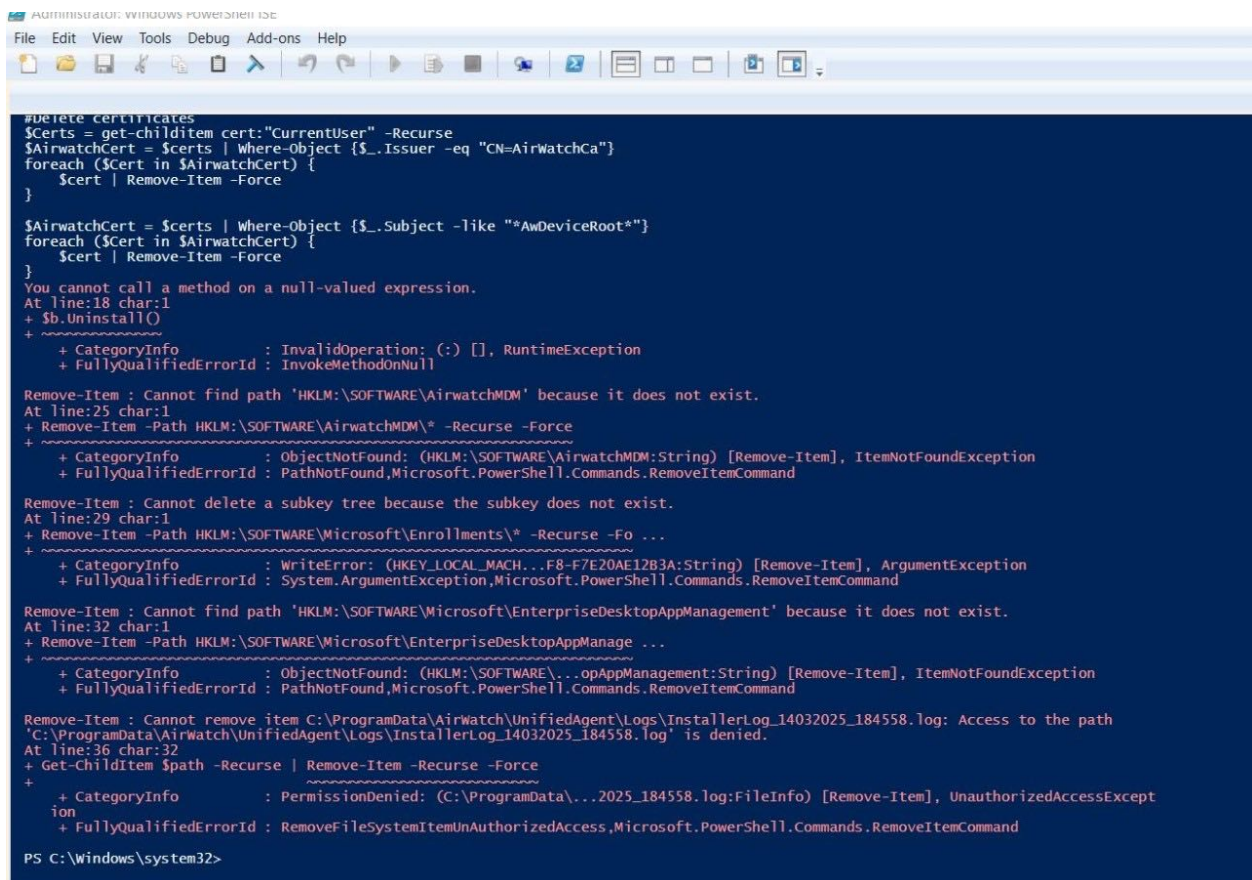 Administrator: Windows PowerShell ISE
File Edit View Tools Debug Add-ons Help
#Delete certificates
$Certs = get-childitem cert:"CurrentUser" -Recurse
$AirwatchCert = $certs | Where-Object {$_.Issuer -eq "CN=AirWatchCa"}
foreach ($Cert in $AirwatchCert) {
    $cert | Remove-Item -Force
}
$AirwatchCert = $certs | Where-Object {$_.Subject -like "*AwDeviceRoot*"}
foreach ($Cert in $AirwatchCert) {
    $cert | Remove-Item -Force
}
You cannot call a method on a null-valued expression.
At line:18 char:1
+ $b.Uninstall()
+ ~~~~~~~~~~~~~~
    + CategoryInfo          : InvalidOperation: (:) [], RuntimeException
    + FullyQualifiedErrorId : InvokeMethodOnNull
Remove-Item : Cannot find path 'HKLM:\SOFTWARE\AirwatchMDM' because it does not exist.
At line:25 char:1
+ Remove-Item -Path HKLM:\SOFTWARE\AirwatchMDM\* -Recurse -Force
+ ~~~~~~~~~~~~~~~~~~~~~~~~~~~~~~~~~~~~~~~~~~~~~~~~~~~~~~~~~~~~~~
    + CategoryInfo          : ObjectNotFound: (HKLM:\SOFTWARE\AirwatchMDM:String) [Remove-Item], ItemNotFoundException
    + FullyQualifiedErrorId : PathNotFound,Microsoft.PowerShell.Commands.RemoveItemCommand
Remove-Item : Cannot delete a subkey tree because the subkey does not exist.
At line:29 char:1
+ Remove-Item -Path HKLM:\SOFTWARE\Microsoft\Enrollments\* -Recurse -Fo ...
+ ~~~~~~~~~~~~~~~~~~~~~~~~~~~~~~~~~~~~~~~~~~~~~~~~~~~~~~~~~~~~~~~~~~~~~
    + CategoryInfo          : WriteError: (HKEY_LOCAL_MACH...F8-F7E20AE12B3A:String) [Remove-Item], ArgumentException
    + FullyQualifiedErrorId : System.ArgumentException,Microsoft.PowerShell.Commands.RemoveItemCommand
Remove-Item : Cannot find path 'HKLM:\SOFTWARE\Microsoft\EnterpriseDesktopAppManagement' because it does not exist.
At line:32 char:1
+ Remove-Item -Path HKLM:\SOFTWARE\Microsoft\EnterpriseDesktopAppManage ...
+ ~~~~~~~~~~~~~~~~~~~~~~~~~~~~~~~~~~~~~~~~~~~~~~~~~~~~~~~~~~~~~~~~~~~~~
    + CategoryInfo          : ObjectNotFound: (HKLM:\SOFTWARE\...opAppManagement:String) [Remove-Item], ItemNotFoundException
    + FullyQualifiedErrorId : PathNotFound,Microsoft.PowerShell.Commands.RemoveItemCommand
Remove-Item : Cannot remove item C:\ProgramData\AirWatch\UnifiedAgent\Logs\InstallerLog_14032025_184558.log: Access to the path
'C:\ProgramData\AirWatch\UnifiedAgent\Logs\InstallerLog_14032025_184558.log' is denied.
At line:36 char:32
+ Get-ChildItem $path -Recurse | Remove-Item -Recurse -Force
+                                ~~~~~~~~~~~~~~~~~~~~~~~~~~~
    + CategoryInfo          : PermissionDenied: (C:\ProgramData\...2025_184558.log:FileInfo) [Remove-Item], UnauthorizedAccessExcept
   ion
    + FullyQualifiedErrorId : RemoveFileSystemItemUnAuthorizedAccess,Microsoft.PowerShell.Commands.RemoveItemCommand
PS C:\Windows\system32>